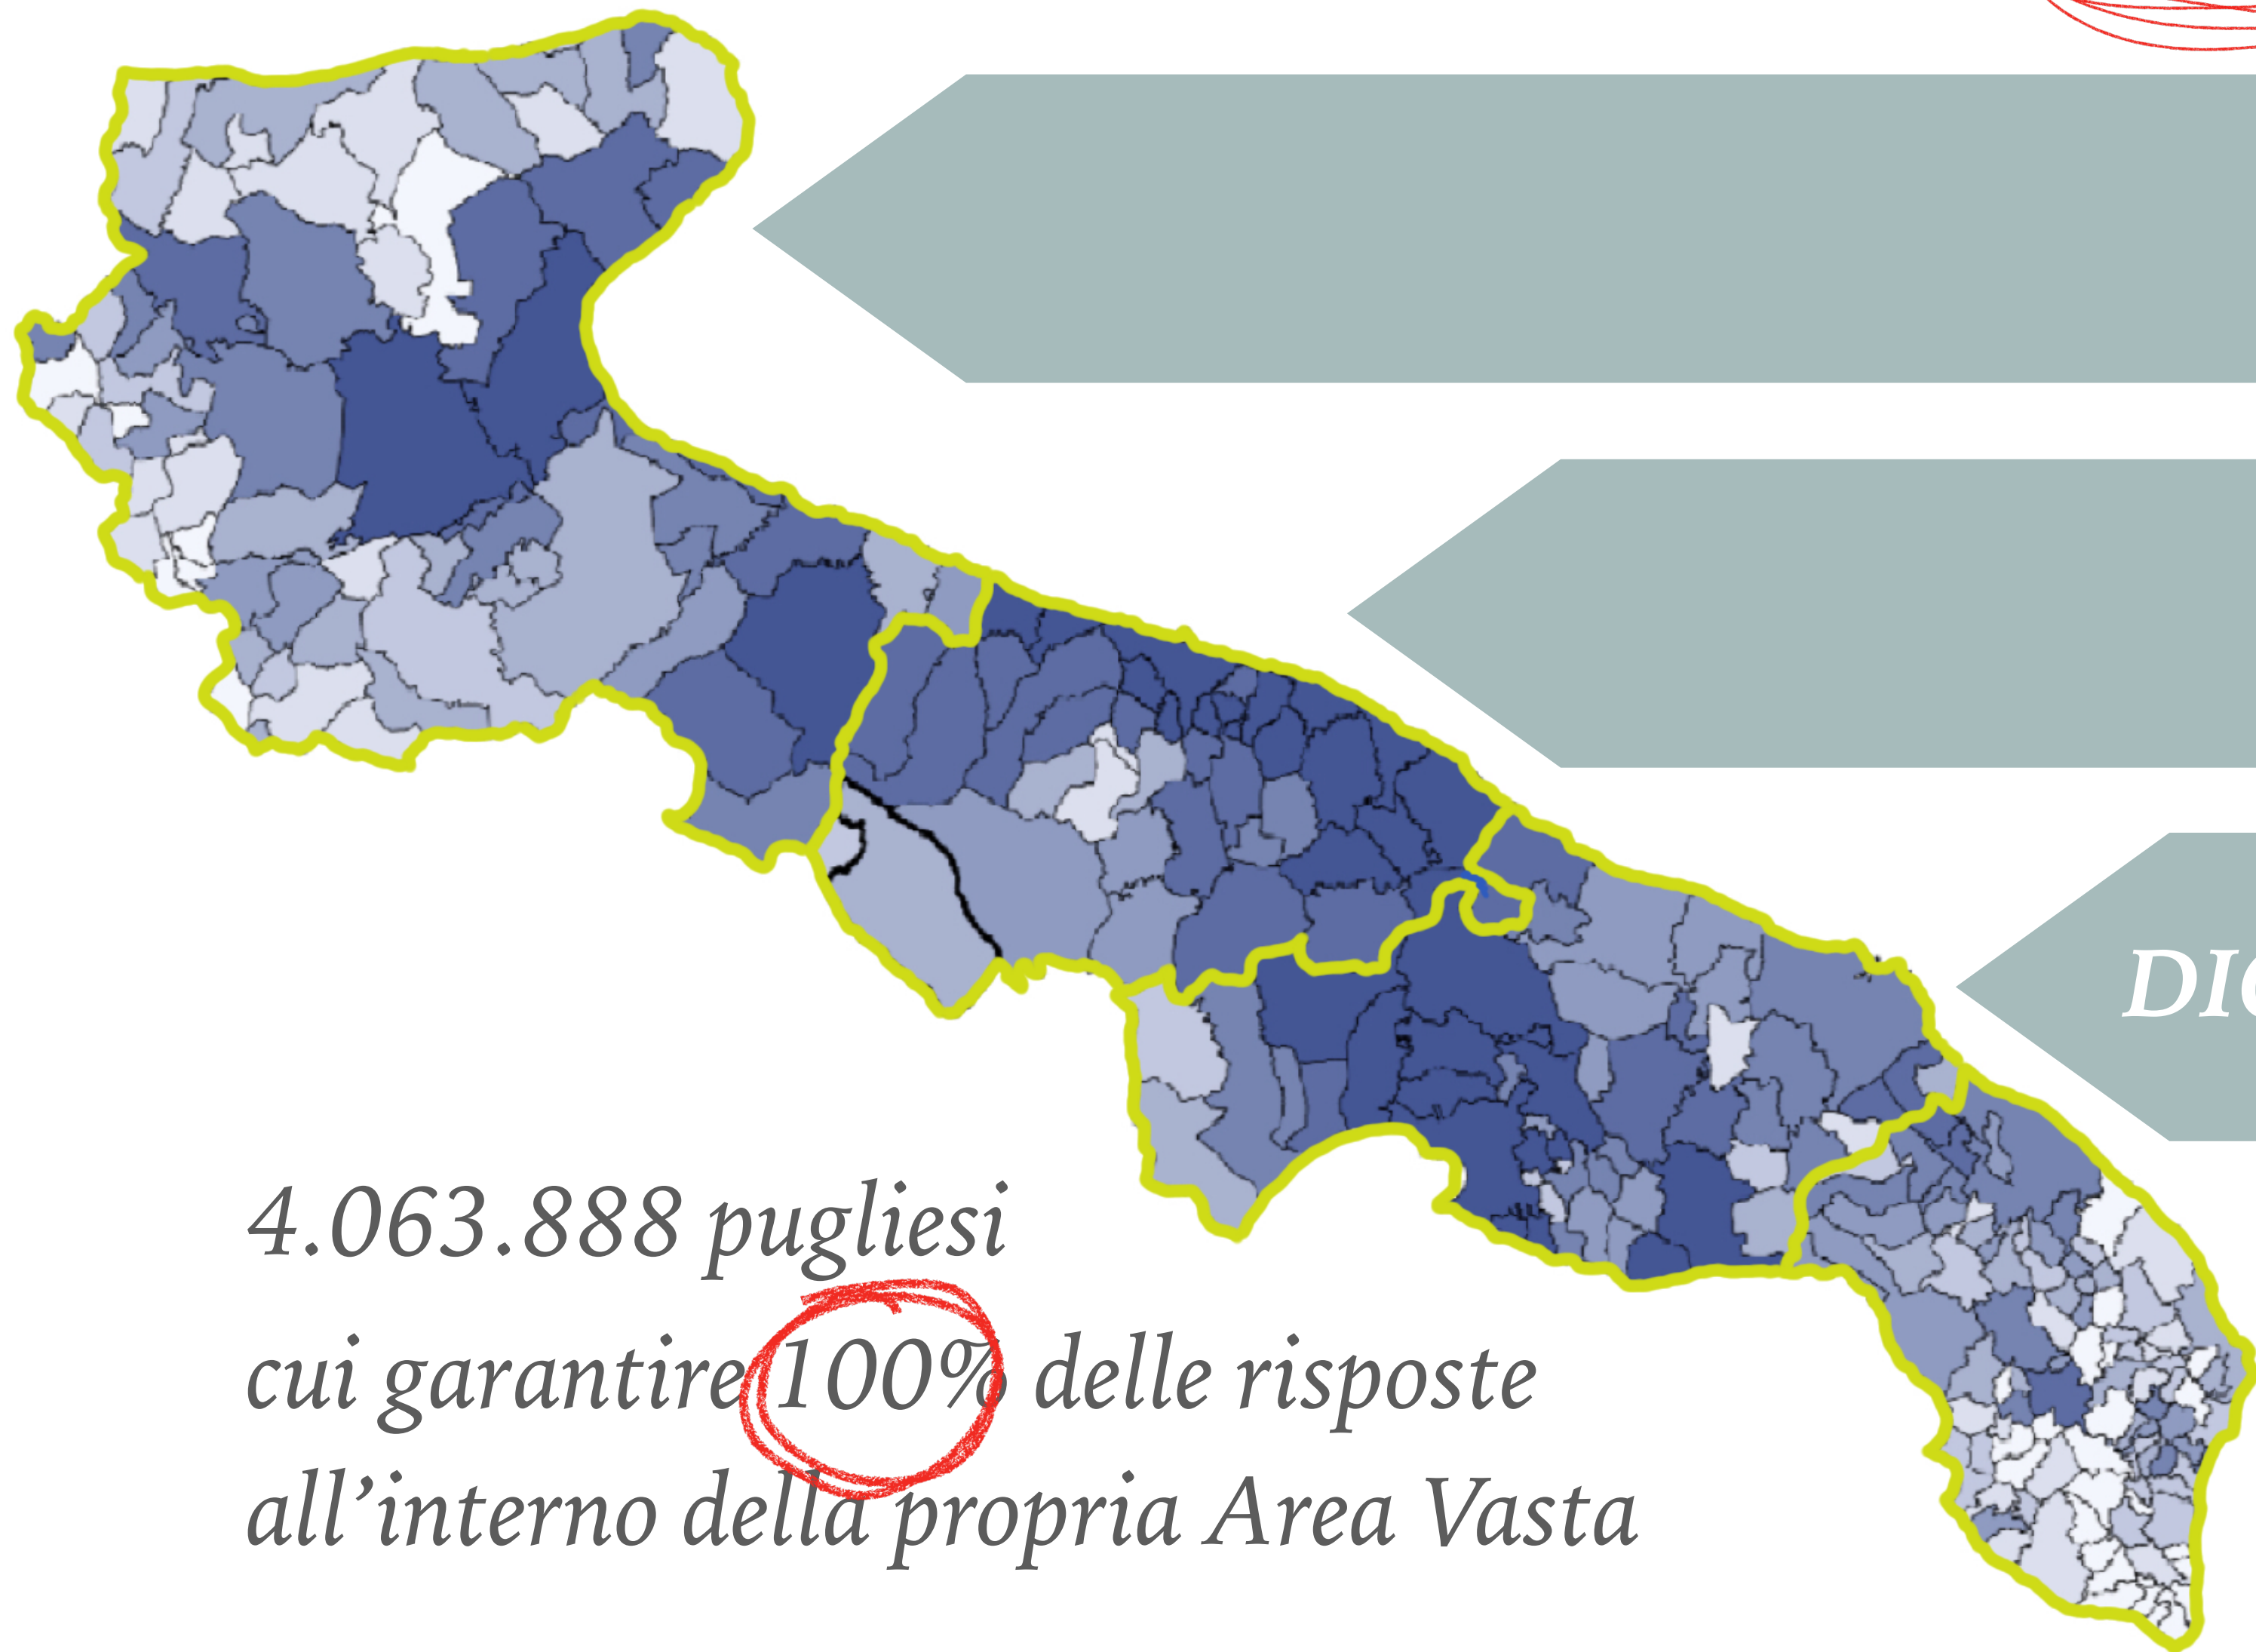 4.063.888 pugliesi
cui garantire 100% delle risposte
all’interno della propria Area Vasta